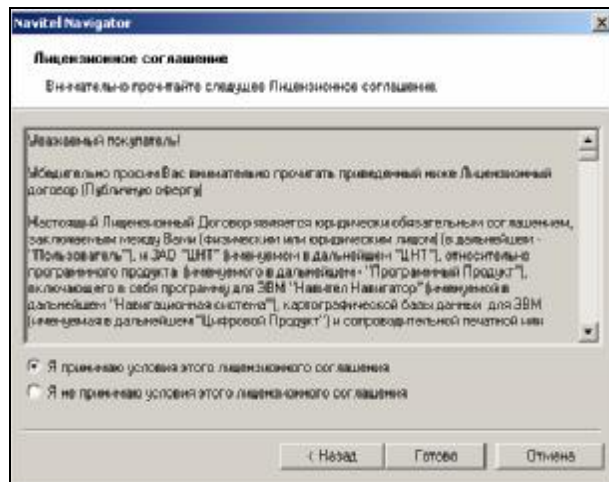 Navitel Navigator
Лицензионное соглашение
Внимательно прочитайте следущее Лицензионное соглашение.
Уважаемый покупатель!
Убедительно просим Вас внимательно прочитать приведенный ниже Лицензионный
договор (Публичную оферту)
Настоящий Лицензионный Договор является юридически обязательным соглашением,
заключаемым между Вами (физическим или юридическим лицом) (в дальнейшем -
"Пользователь"), и ЗАО "ЦНТ" (именуемом в дальнейшем "ЦНТ"), относительно
программного продукта (именуемого в дальнейшем - "Программный Продукт"),
включающего в себя программу для ЭВМ "Навител Навигатор" (именуемой в
дальнейшем "Навигационная система"), картографической базы данных для ЭВМ
(именуемая в дальнейшем "Цифровой Продукт") и сопроводительной печатной или
Я принимаю условия этого лицензионного соглашения
Я не принимаю условия этого лицензионного соглашения
< Назад
Готово
Отмена